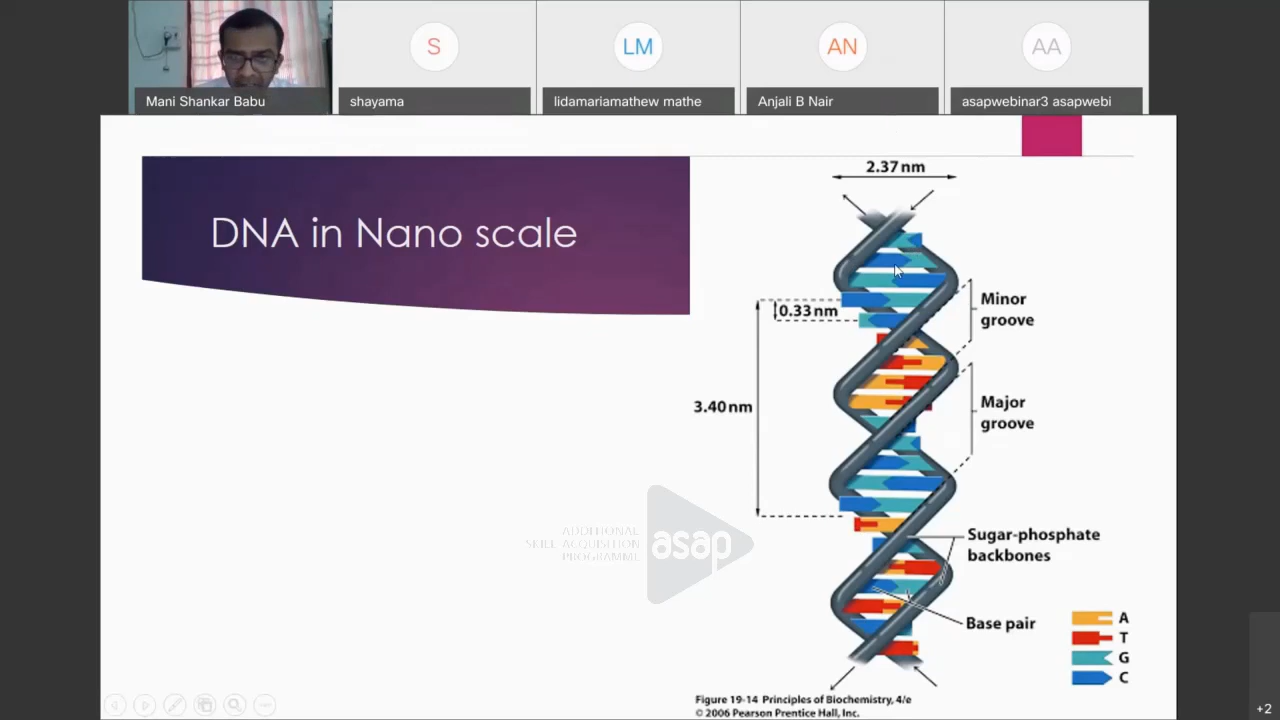 S
LM
AN
AA
Mani Shankar Babu
shayama
lidamariamathew mathe
Anjali B Nair
asapwebinar3 asapwebi
DNA in Nano scale
2.37 nm
0.33 nm
Minor
groove
3.40 nm
Major
groove
ADDITIONAL
SKILL ACQUISITION
PROGRAMME
asap
Sugar-phosphate
backbones
Base pair
A
T
G
C
Figure 19-14 Principles of Biochemistry, 4/e
© 2006 Pearson Prentice Hall, Inc.
+2